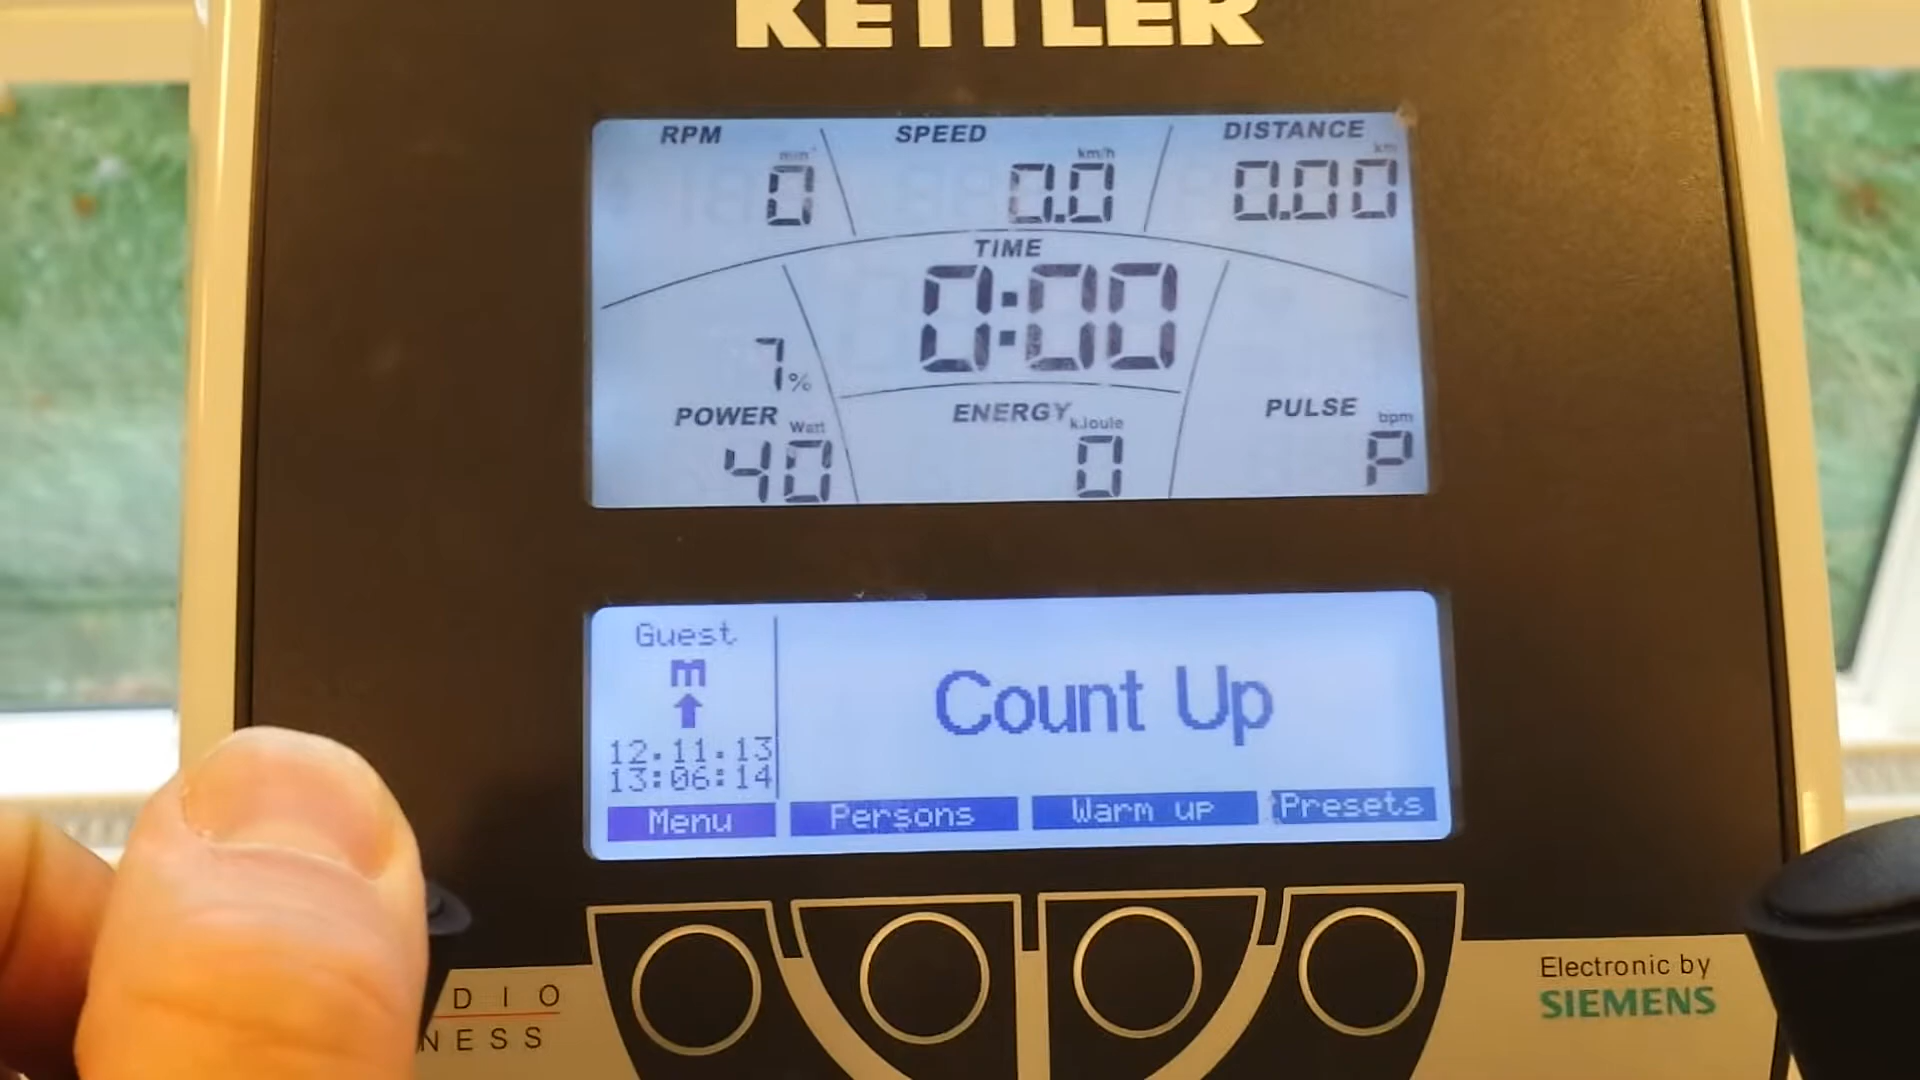 KETTLER
RPM
min
0
SPEED
km/h
0.0
DISTANCE
km
0.00
TIME
0:00
7%
POWER Watt
40
ENERGY kJoule
0
PULSE bpm
P
Guest
m
12.11.13
13:06:14
Count Up
Menu Persons Warm up Presets
DIO
NESS
Electronic by
SIEMENS